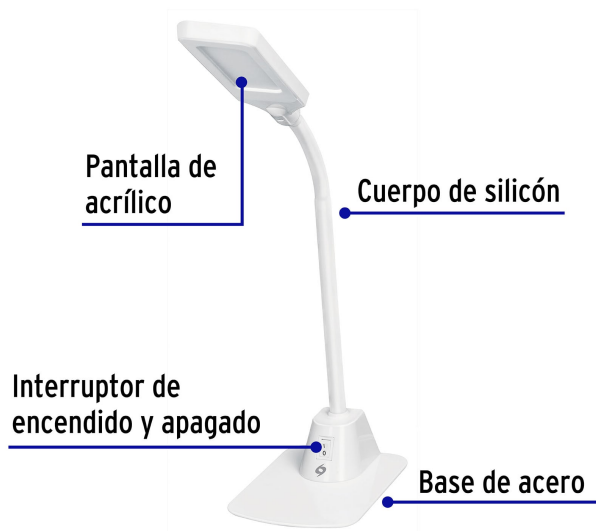 Pantalla de
acrílico
Cuerpo de silicón
Interruptor de
encendido y apagado
Base de acero